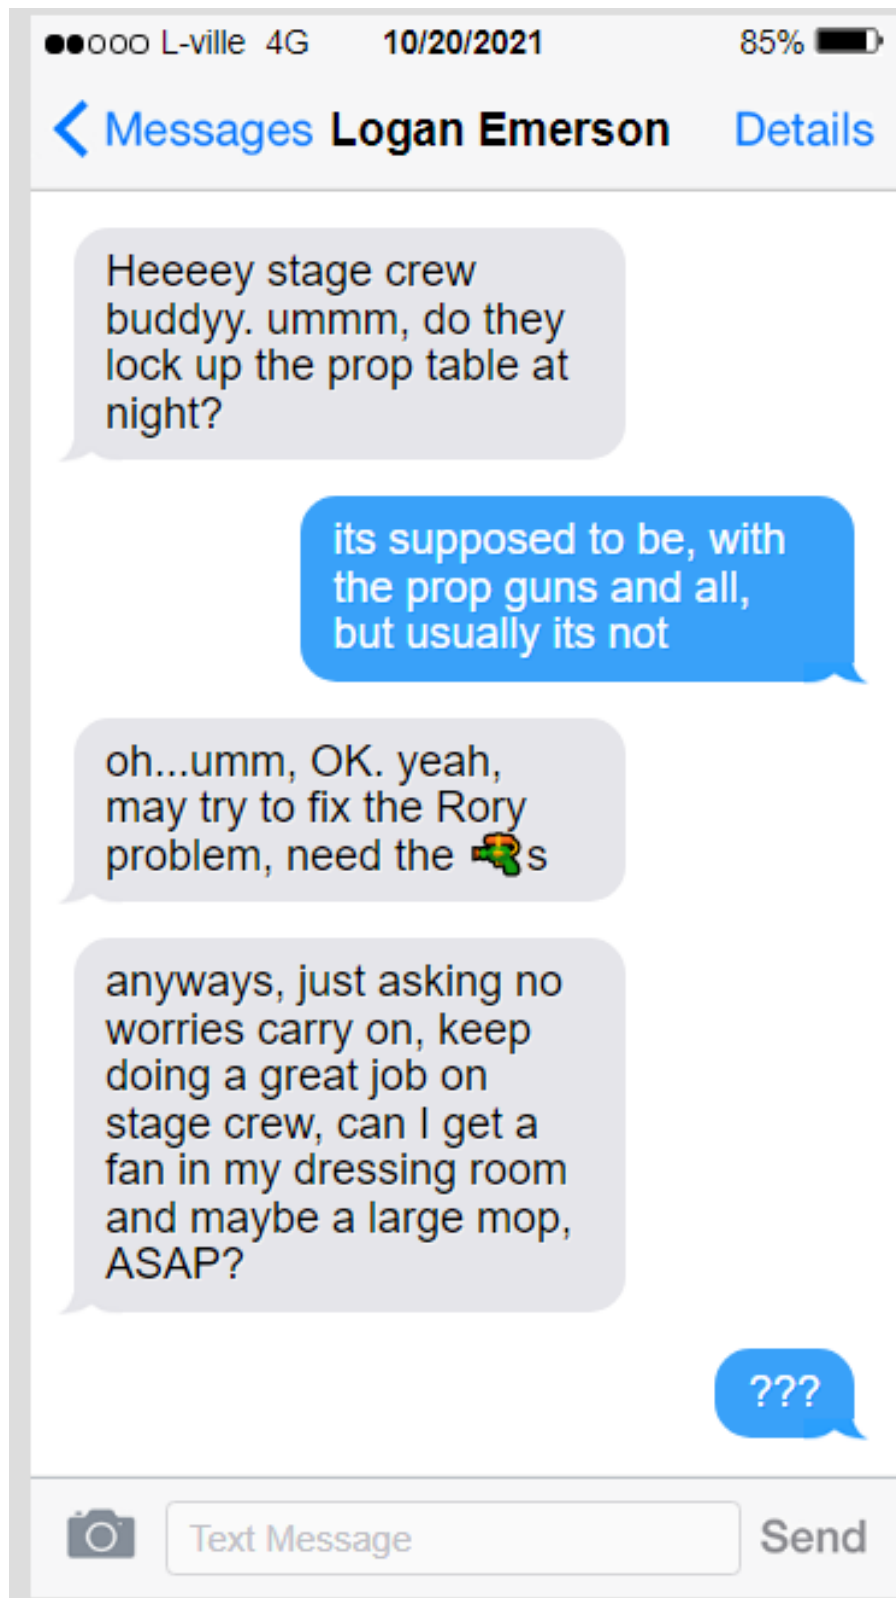 L-ville 4G 10/20/2021 85%
Messages Logan Emerson Details
Heeeey stage crew
buddyy. ummm, do they
lock up the prop table at
night?
its supposed to be, with
the prop guns and all,
but usually its not
oh...umm, OK. yeah,
may try to fix the Rory
problem, need the 🔫s
anyways, just asking no
worries carry on, keep
doing a great job on
stage crew, can I get a
fan in my dressing room
and maybe a large mop,
ASAP?
???
Text Message Send